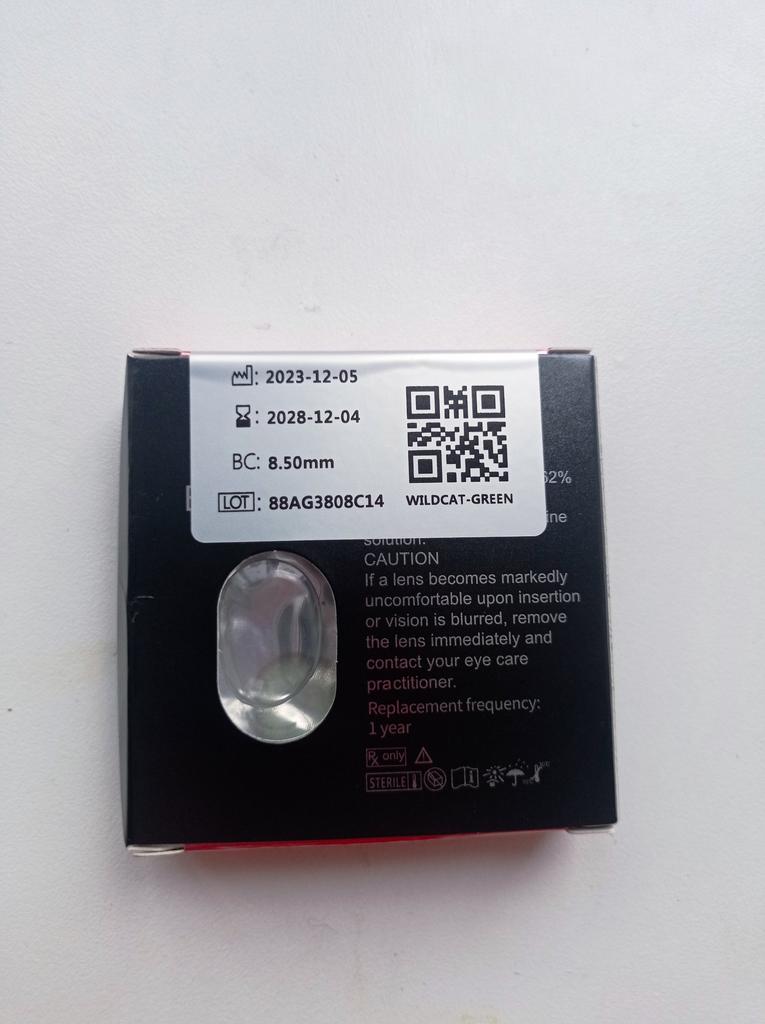 : 2023-12-05
: 2028-12-04
BC: 8.50mm
LOT : 88AG3808C14
WILDCAT-GREEN
62%
solution.
CAUTION
If a lens becomes markedly
uncomfortable upon insertion
or vision is blurred, remove
the lens immediately and
contact your eye care
practitioner.
Replacement frequency:
1 year
Rx only
STERILE